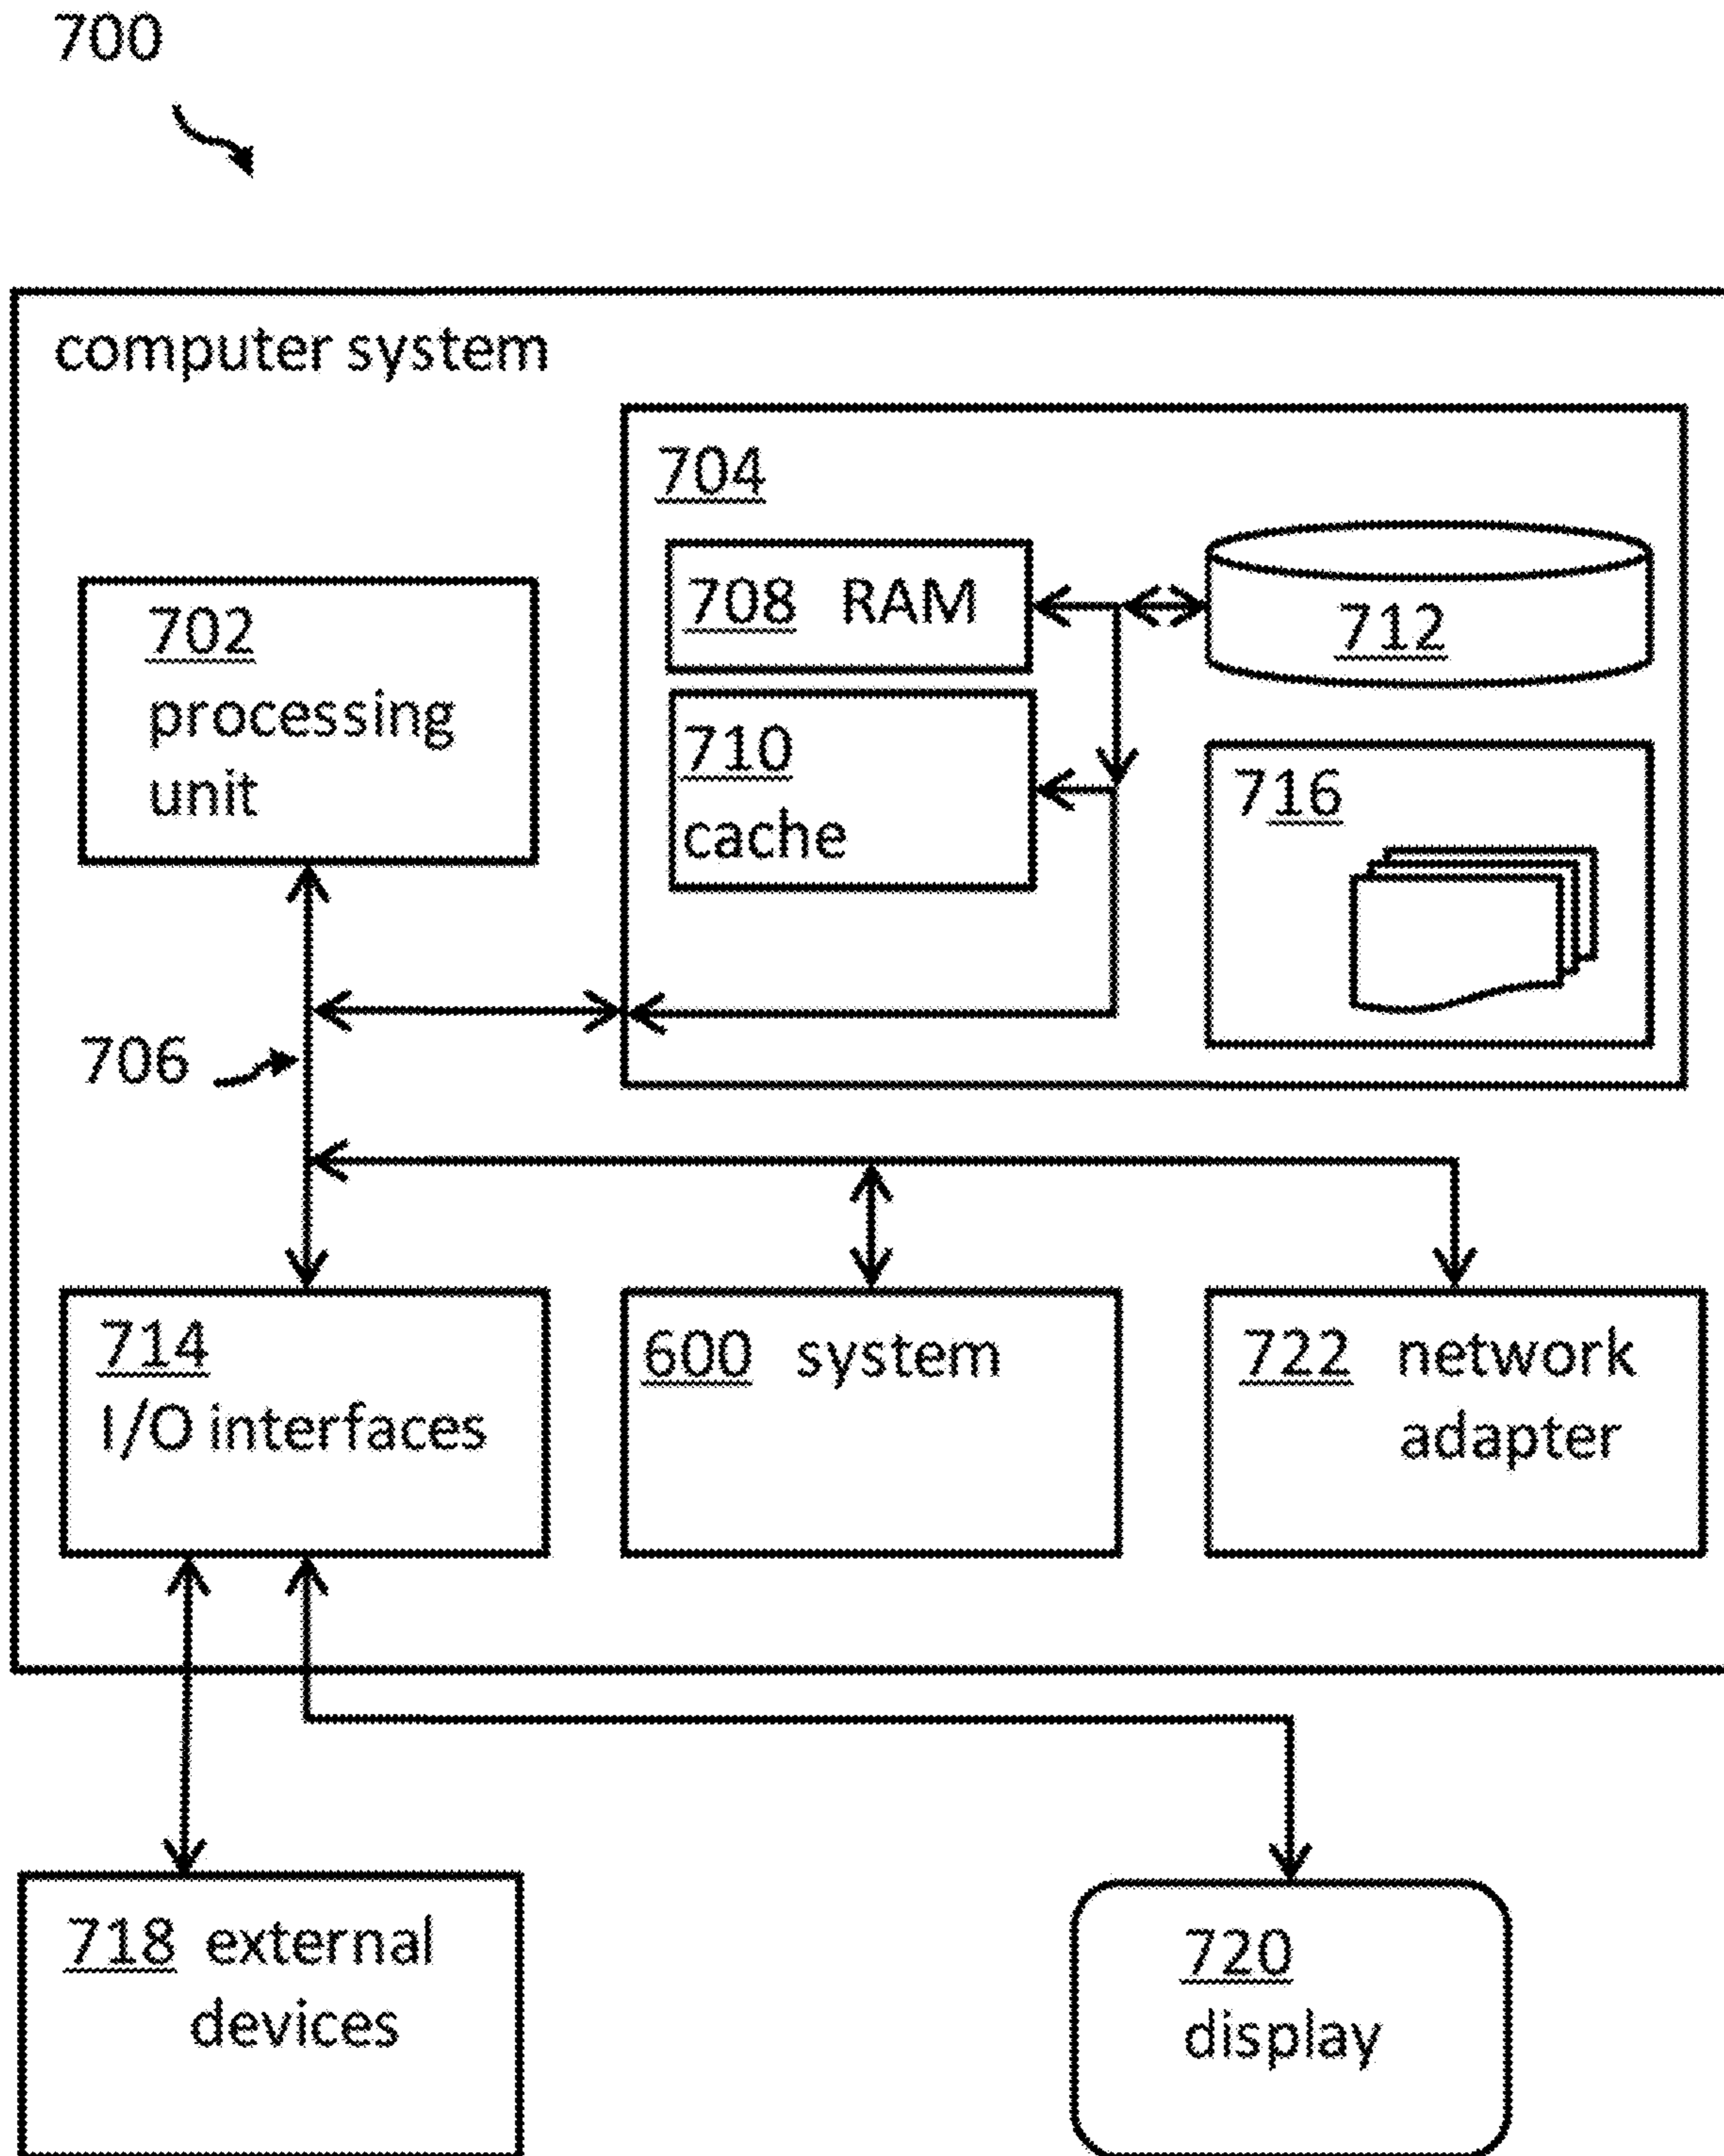 700
computer system
704
708 RAM
712
702
processing
unit
710
cache
716
706
714
I/O interfaces
600 system
722 network
adapter
718 external
devices
720
display